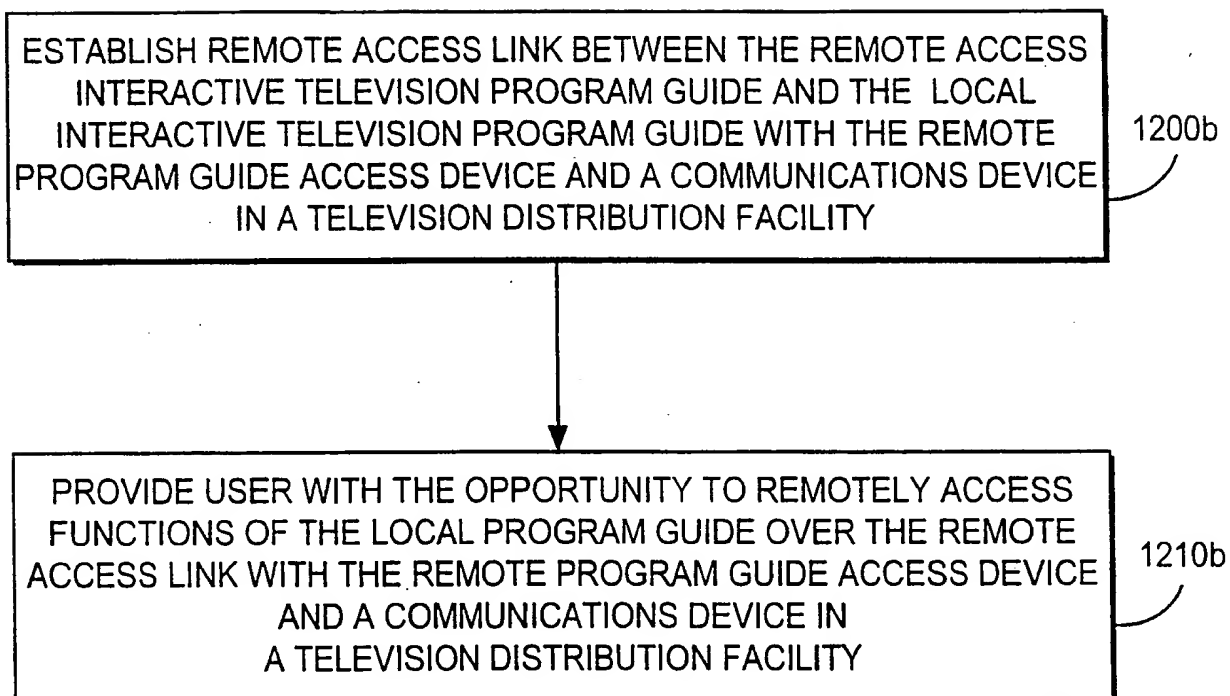 ESTABLISH REMOTE ACCESS LINK BETWEEN THE REMOTE ACCESS
INTERACTIVE TELEVISION PROGRAM GUIDE AND THE LOCAL
INTERACTIVE TELEVISION PROGRAM GUIDE WITH THE REMOTE
PROGRAM GUIDE ACCESS DEVICE AND A COMMUNICATIONS DEVICE
IN A TELEVISION DISTRIBUTION FACILITY
1200b
PROVIDE USER WITH THE OPPORTUNITY TO REMOTELY ACCESS
FUNCTIONS OF THE LOCAL PROGRAM GUIDE OVER THE REMOTE
ACCESS LINK WITH THE REMOTE PROGRAM GUIDE ACCESS DEVICE
AND A COMMUNICATIONS DEVICE IN
A TELEVISION DISTRIBUTION FACILITY
1210b